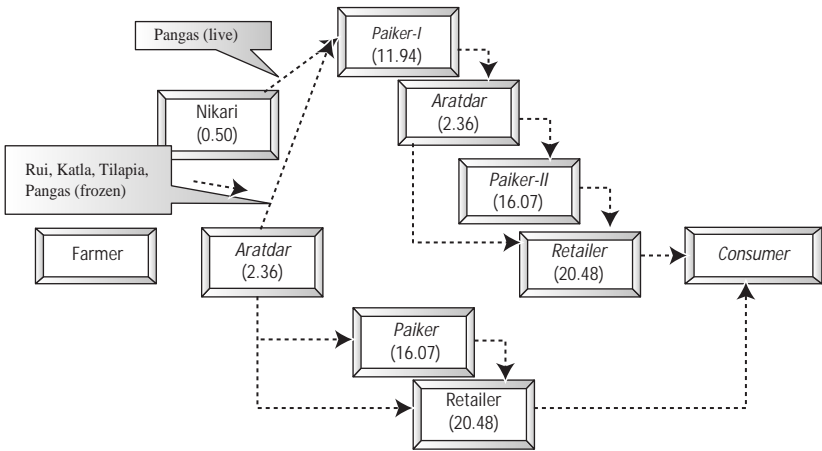 Pangas (live)
Paiker-I
(11.94)
Aratdar
(2.36)
Nikari
(0.50)
Paiker-II
(16.07)
Rui, Katla, Tilapia,
Pangas (frozen)
Farmer
Aratdar
(2.36)
Retailer
(20.48)
Consumer
Paiker
(16.07)
Retailer
(20.48)